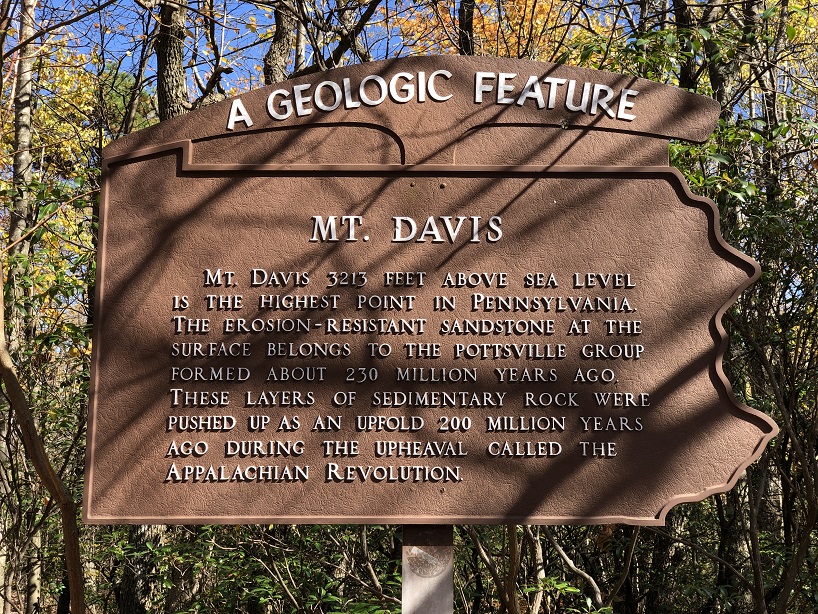 A GEOLOGIC FEATURE
MT. DAVIS
MT. DAVIS 3213 FEET ABOVE SEA LEVEL
IS THE HIGHEST POINT IN PENNSYLVANIA.
THE EROSION-RESISTANT SANDSTONE AT THE
SURFACE BELONGS TO THE POTTSVILLE GROUP
FORMED ABOUT 230 MILLION YEARS AGO.
THESE LAYERS OF SEDIMENTARY ROCK WERE
PUSHED UP AS AN UPFOLD 200 MILLION YEARS
AGO DURING THE UPHEAVAL CALLED THE
APPALACHIAN REVOLUTION.